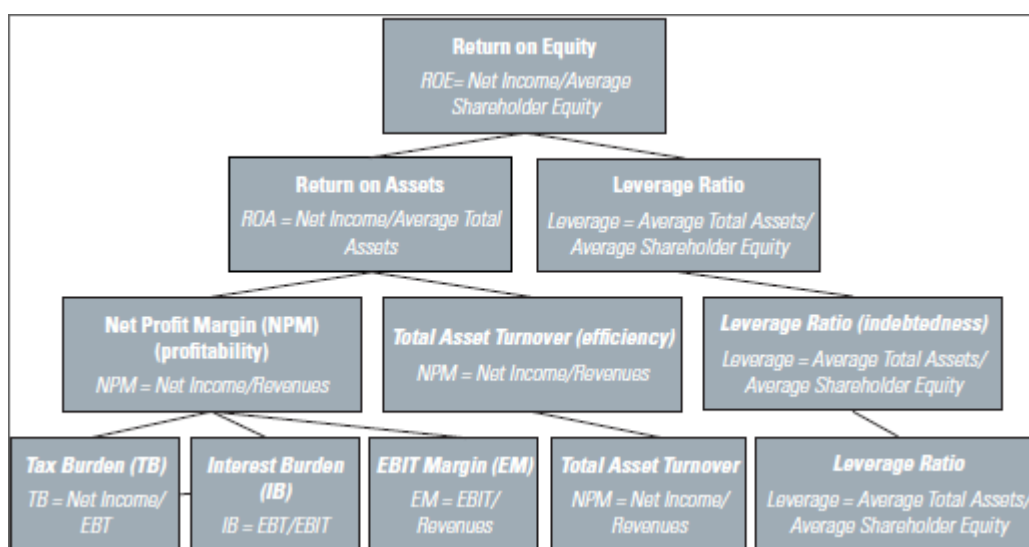 Return on Equity
ROE= Net Income/Average
Shareholder Equity
Return on Assets
ROA = Net Income/Average Total
Assets
Leverage Ratio
Leverage = Average Total Assets/
Average Shareholder Equity
Net Profit Margin (NPM)
(profitability)
NPM = Net Income/Revenues
Total Asset Turnover (efficiency)
NPM = Net Income/Revenues
Leverage Ratio (indebtedness)
Leverage = Average Total Assets/
Average Shareholder Equity
Tax Burden (TB)
TB = Net Income/
EBT
Interest Burden
(IB)
IB = EBT/EBIT
EBIT Margin (EM)
EM = EBIT/
Revenues
Total Asset Turnover
NPM = Net Income/
Revenues
Leverage Ratio
Leverage = Average Total Assets/
Average Shareholder Equity